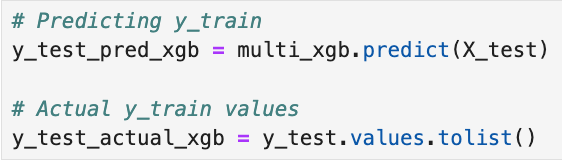 # Predicting y_train
y_test_pred_xgb = multi_xgb.predict(X_test)
# Actual y_train values
y_test_actual_xgb = y_test.values.tolist()